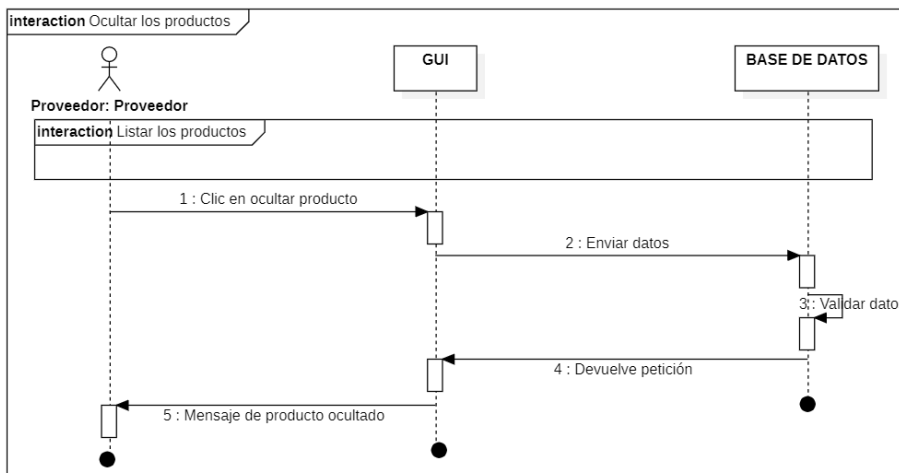 interaction Ocultar los productos
GUI
BASE DE DATOS
Proveedor: Proveedor
interaction Listar los productos
1 : Clic en ocultar producto
2 : Enviar datos
3 : Validar dato
4 : Devuelve petición
5 : Mensaje de producto ocultado